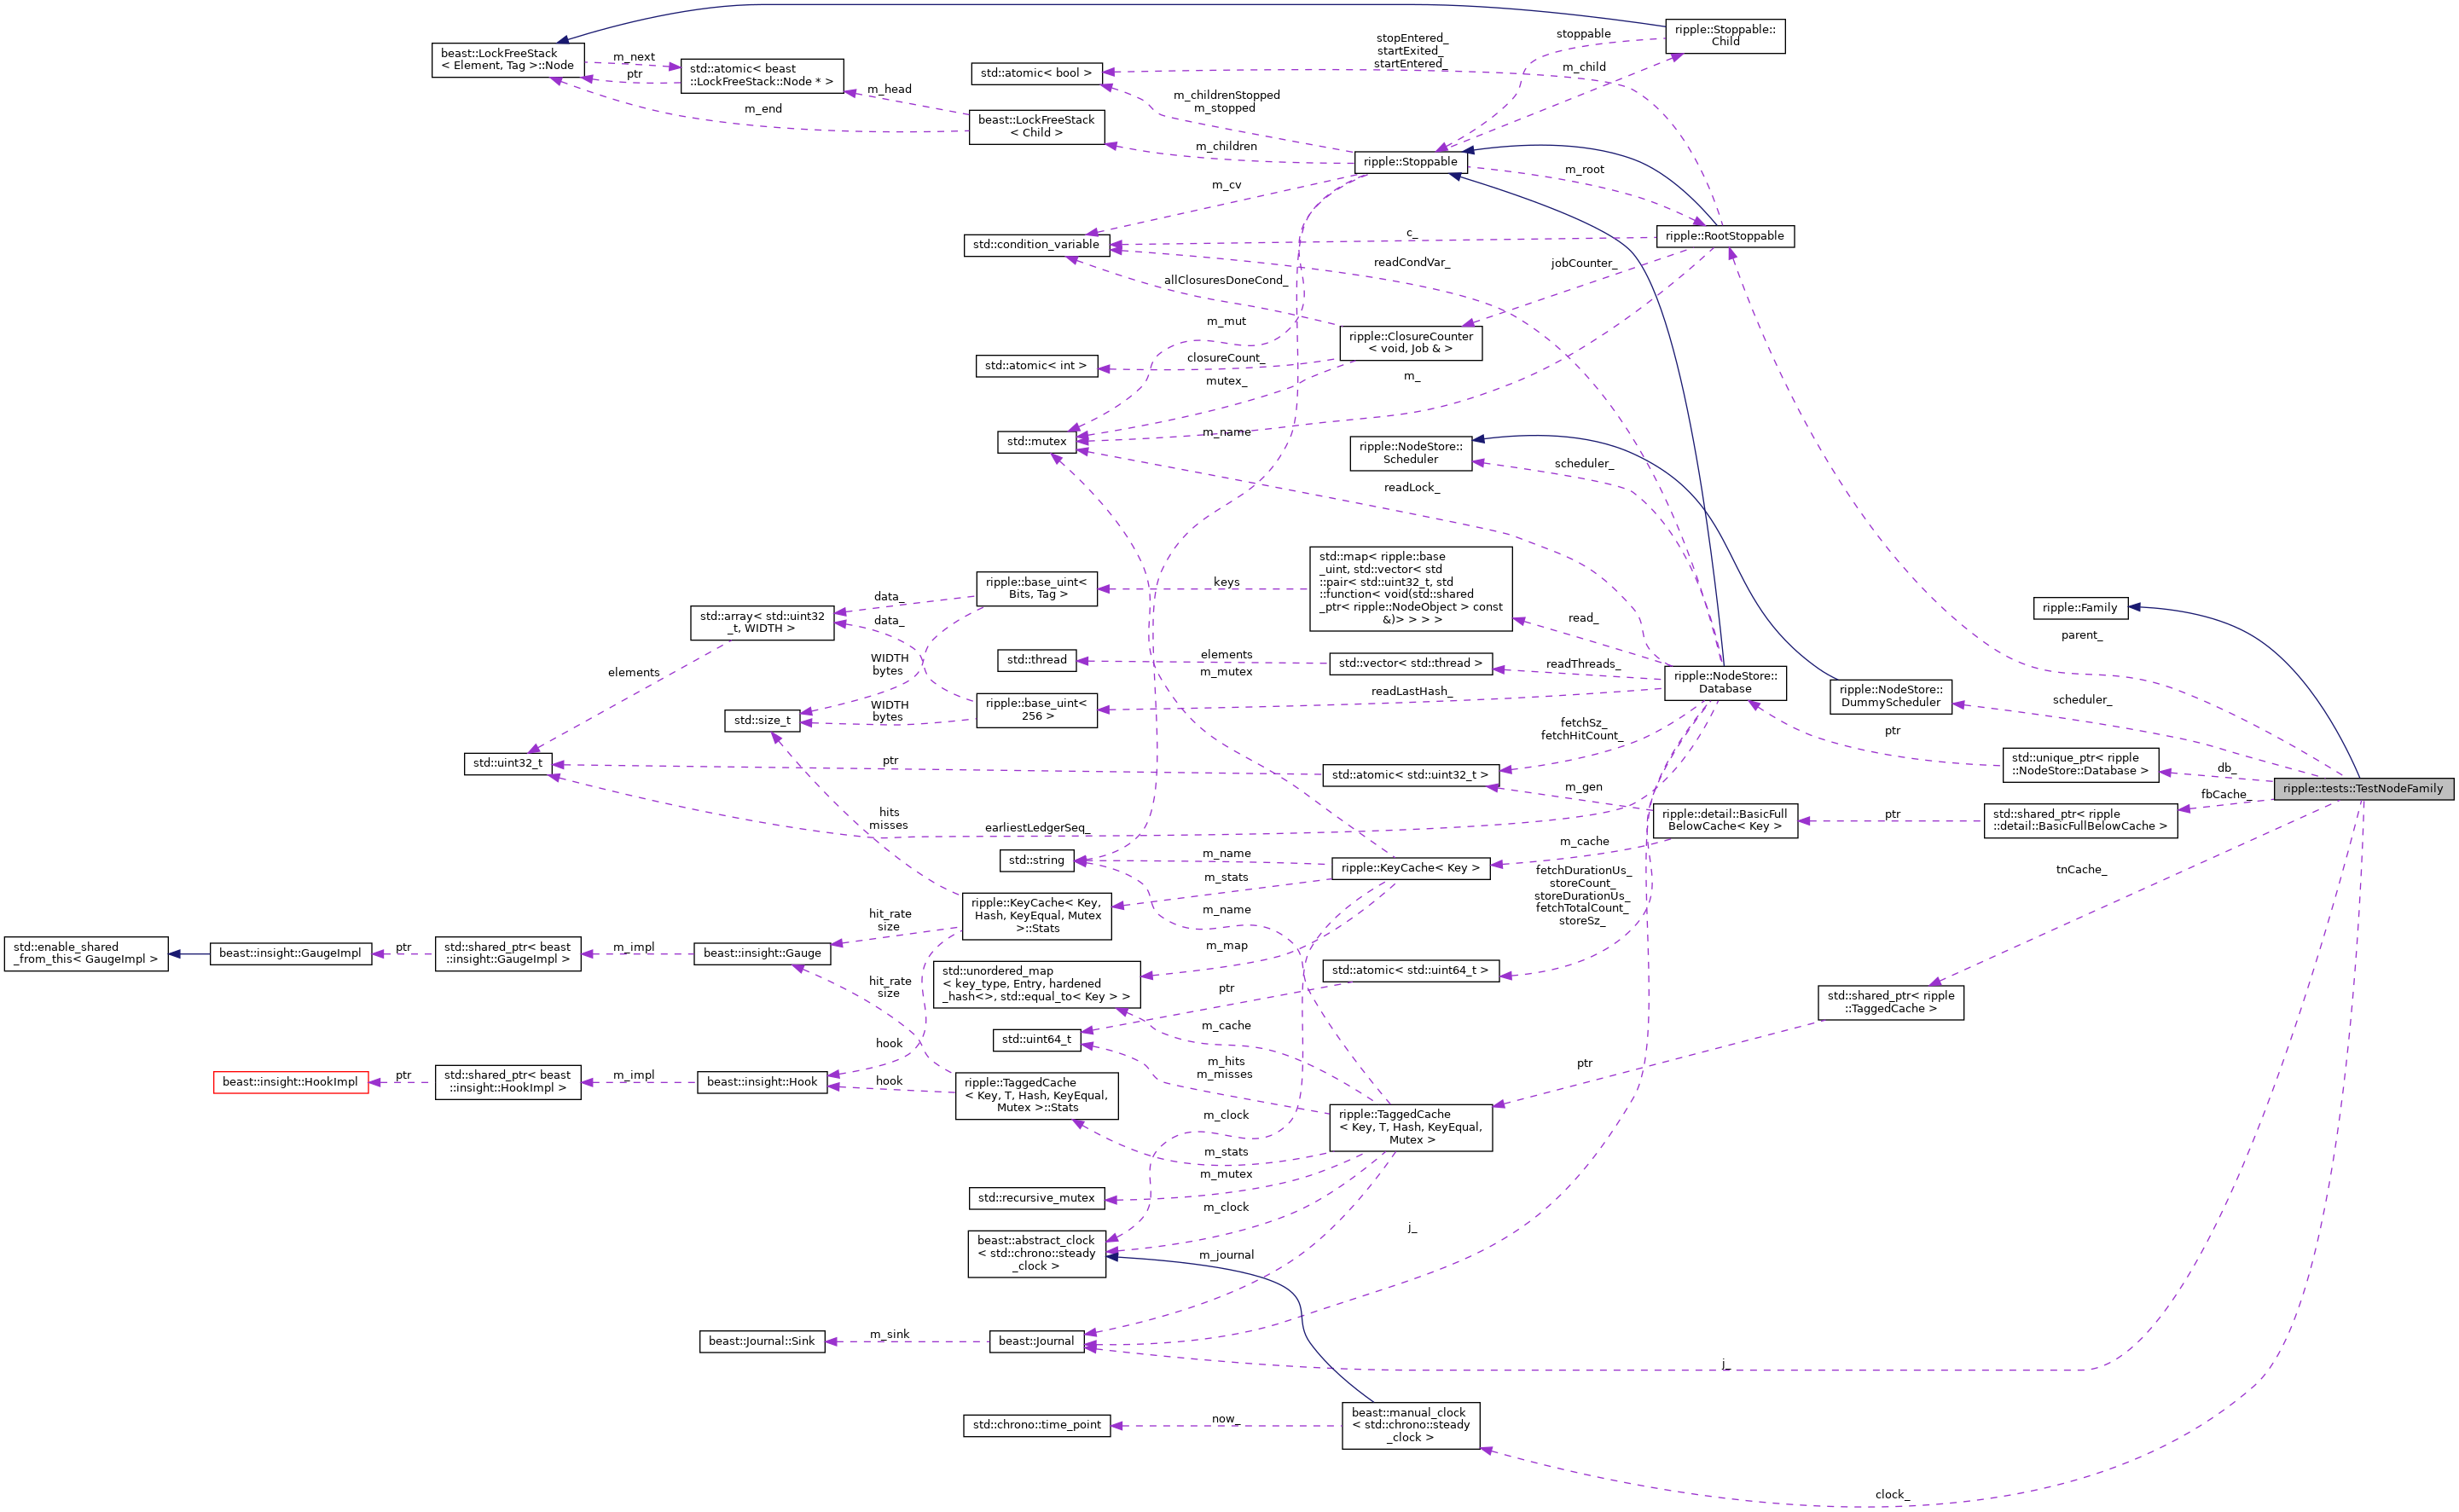 beast::LockFreeStack
< Element, Tag >::Node
m_next
ptr
std::atomic< beast
::LockFreeStack::Node * >
m_head
m_end
std::atomic< bool >
beast::LockFreeStack
< Child >
stopEntered_
startExited_
startEntered_
m_childrenStopped
m_stopped
m_children
stoppable
m_child
ripple::Stoppable::
Child
ripple::Stoppable
m_root
m_cv
std::condition_variable
c_
readCondVar_
allClosuresDoneCond_
jobCounter_
ripple::RootStoppable
m_mut
ripple::ClosureCounter
< void, Job & >
std::atomic< int >
closureCount_
mutex_
m_
std::mutex
m_name
ripple::NodeStore::
Scheduler
scheduler_
readLock_
std::map< ripple::base
_uint, std::vector< std
::pair< std::uint32_t, std
::function< void(std::shared
_ptr< ripple::NodeObject > const
&)> > > >
keys
ripple::base_uint<
Bits, Tag >
data_
data_
std::array< std::uint32
_t, WIDTH >
read_
ripple::Family
parent_
WIDTH
bytes
std::thread
elements
m_mutex
std::vector< std::thread >
readThreads_
readLastHash_
ripple::NodeStore::
Database
ripple::NodeStore::
DummyScheduler
scheduler_
elements
ripple::base_uint<
256 >
WIDTH
bytes
std::size_t
fetchSz_
fetchHitCount_
ptr
std::unique_ptr< ripple
::NodeStore::Database >
db_
std::uint32_t
ptr
std::atomic< std::uint32_t >
m_gen
ripple::tests::TestNodeFamily
fbCache_
hits
misses
earliestLedgerSeq_
ripple::detail::BasicFull
BelowCache< Key >
ptr
std::shared_ptr< ripple
::detail::BasicFullBelowCache >
m_cache
std::string
m_name
ripple::KeyCache< Key >
m_stats
tnCache_
fetchDurationUs_
storeCount_
storeDurationUs_
fetchTotalCount_
storeSz_
ripple::KeyCache< Key,
Hash, KeyEqual, Mutex
>::Stats
m_name
hit_rate
size
std::enable_shared
_from_this< GaugeImpl >
beast::insight::GaugeImpl
ptr
std::shared_ptr< beast
::insight::GaugeImpl >
m_impl
beast::insight::Gauge
m_map
std::unordered_map
< key_type, Entry, hardened
_hash<>, std::equal_to< Key > >
std::atomic< std::uint64_t >
hit_rate
size
ptr
std::shared_ptr< ripple
::TaggedCache >
std::uint64_t
m_cache
hook
m_hits
m_misses
ptr
beast::insight::HookImpl
ptr
std::shared_ptr< beast
::insight::HookImpl >
m_impl
beast::insight::Hook
hook
ripple::TaggedCache
< Key, T, Hash, KeyEqual,
Mutex >::Stats
m_clock
ripple::TaggedCache
< Key, T, Hash, KeyEqual,
Mutex >
m_stats
m_mutex
std::recursive_mutex
m_clock
beast::abstract_clock
< std::chrono::steady
_clock >
m_journal
j_
beast::Journal::Sink
m_sink
beast::Journal
j_
std::chrono::time_point
now_
beast::manual_clock
< std::chrono::steady
_clock >
clock_